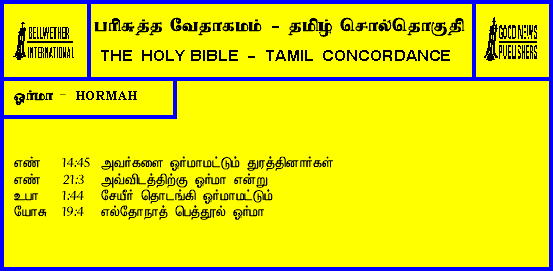 BELLWETHER
INTERNATIONAL
பரிசுத்த வேதாகமம் - தமிழ் சொல்தொகுதி
THE HOLY BIBLE - TAMIL CONCORDANCE
GOOD NEWS
PUBLISHERS
ஓர்மா - HORMAH
எண் 14:45 அவர்களை ஓர்மாமட்டும் துரத்தினார்கள்
எண் 21:3 அவ்விடத்திற்கு ஓர்மா என்று
உபா 1:44 சேயீர் தொடங்கி ஓர்மாமட்டும்
யோசு 19:4 எல்தோநாத் பெத்தூல் ஓர்மா